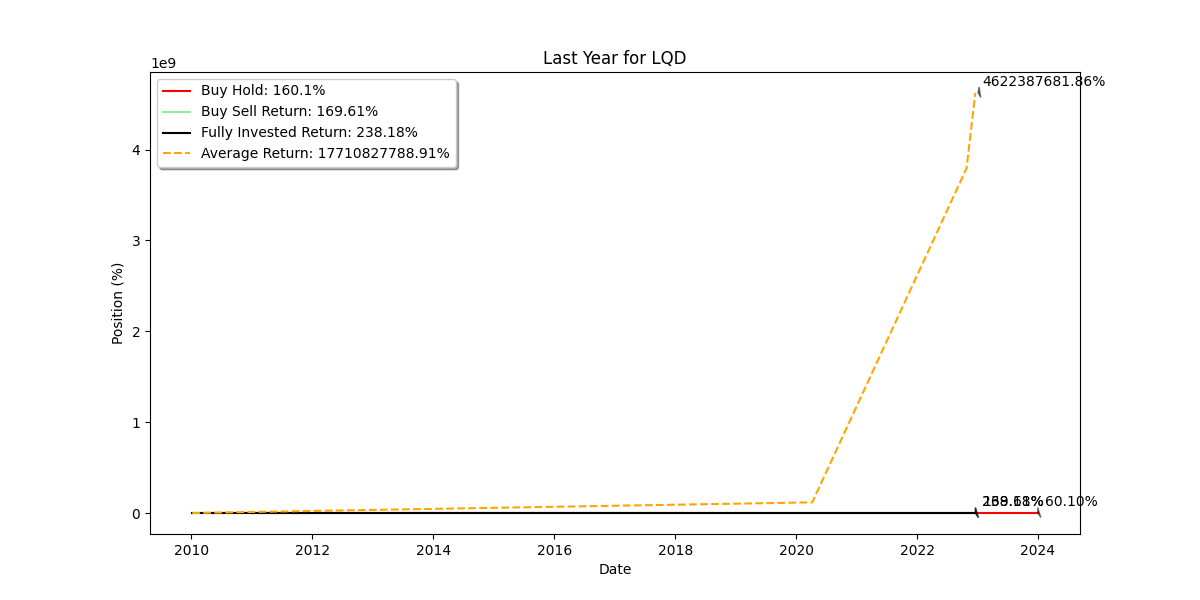 Last Year for LQD
1e9
Buy Hold: 160.1%
Buy Sell Return: 169.61%
Fully Invested Return: 238.18%
Average Return: 17710827788.91%
4622387681.86%
4
3
2
1
0
Position (%)
160.10%
2010
2012
2014
2016
2018
2020
2022
2024
Date